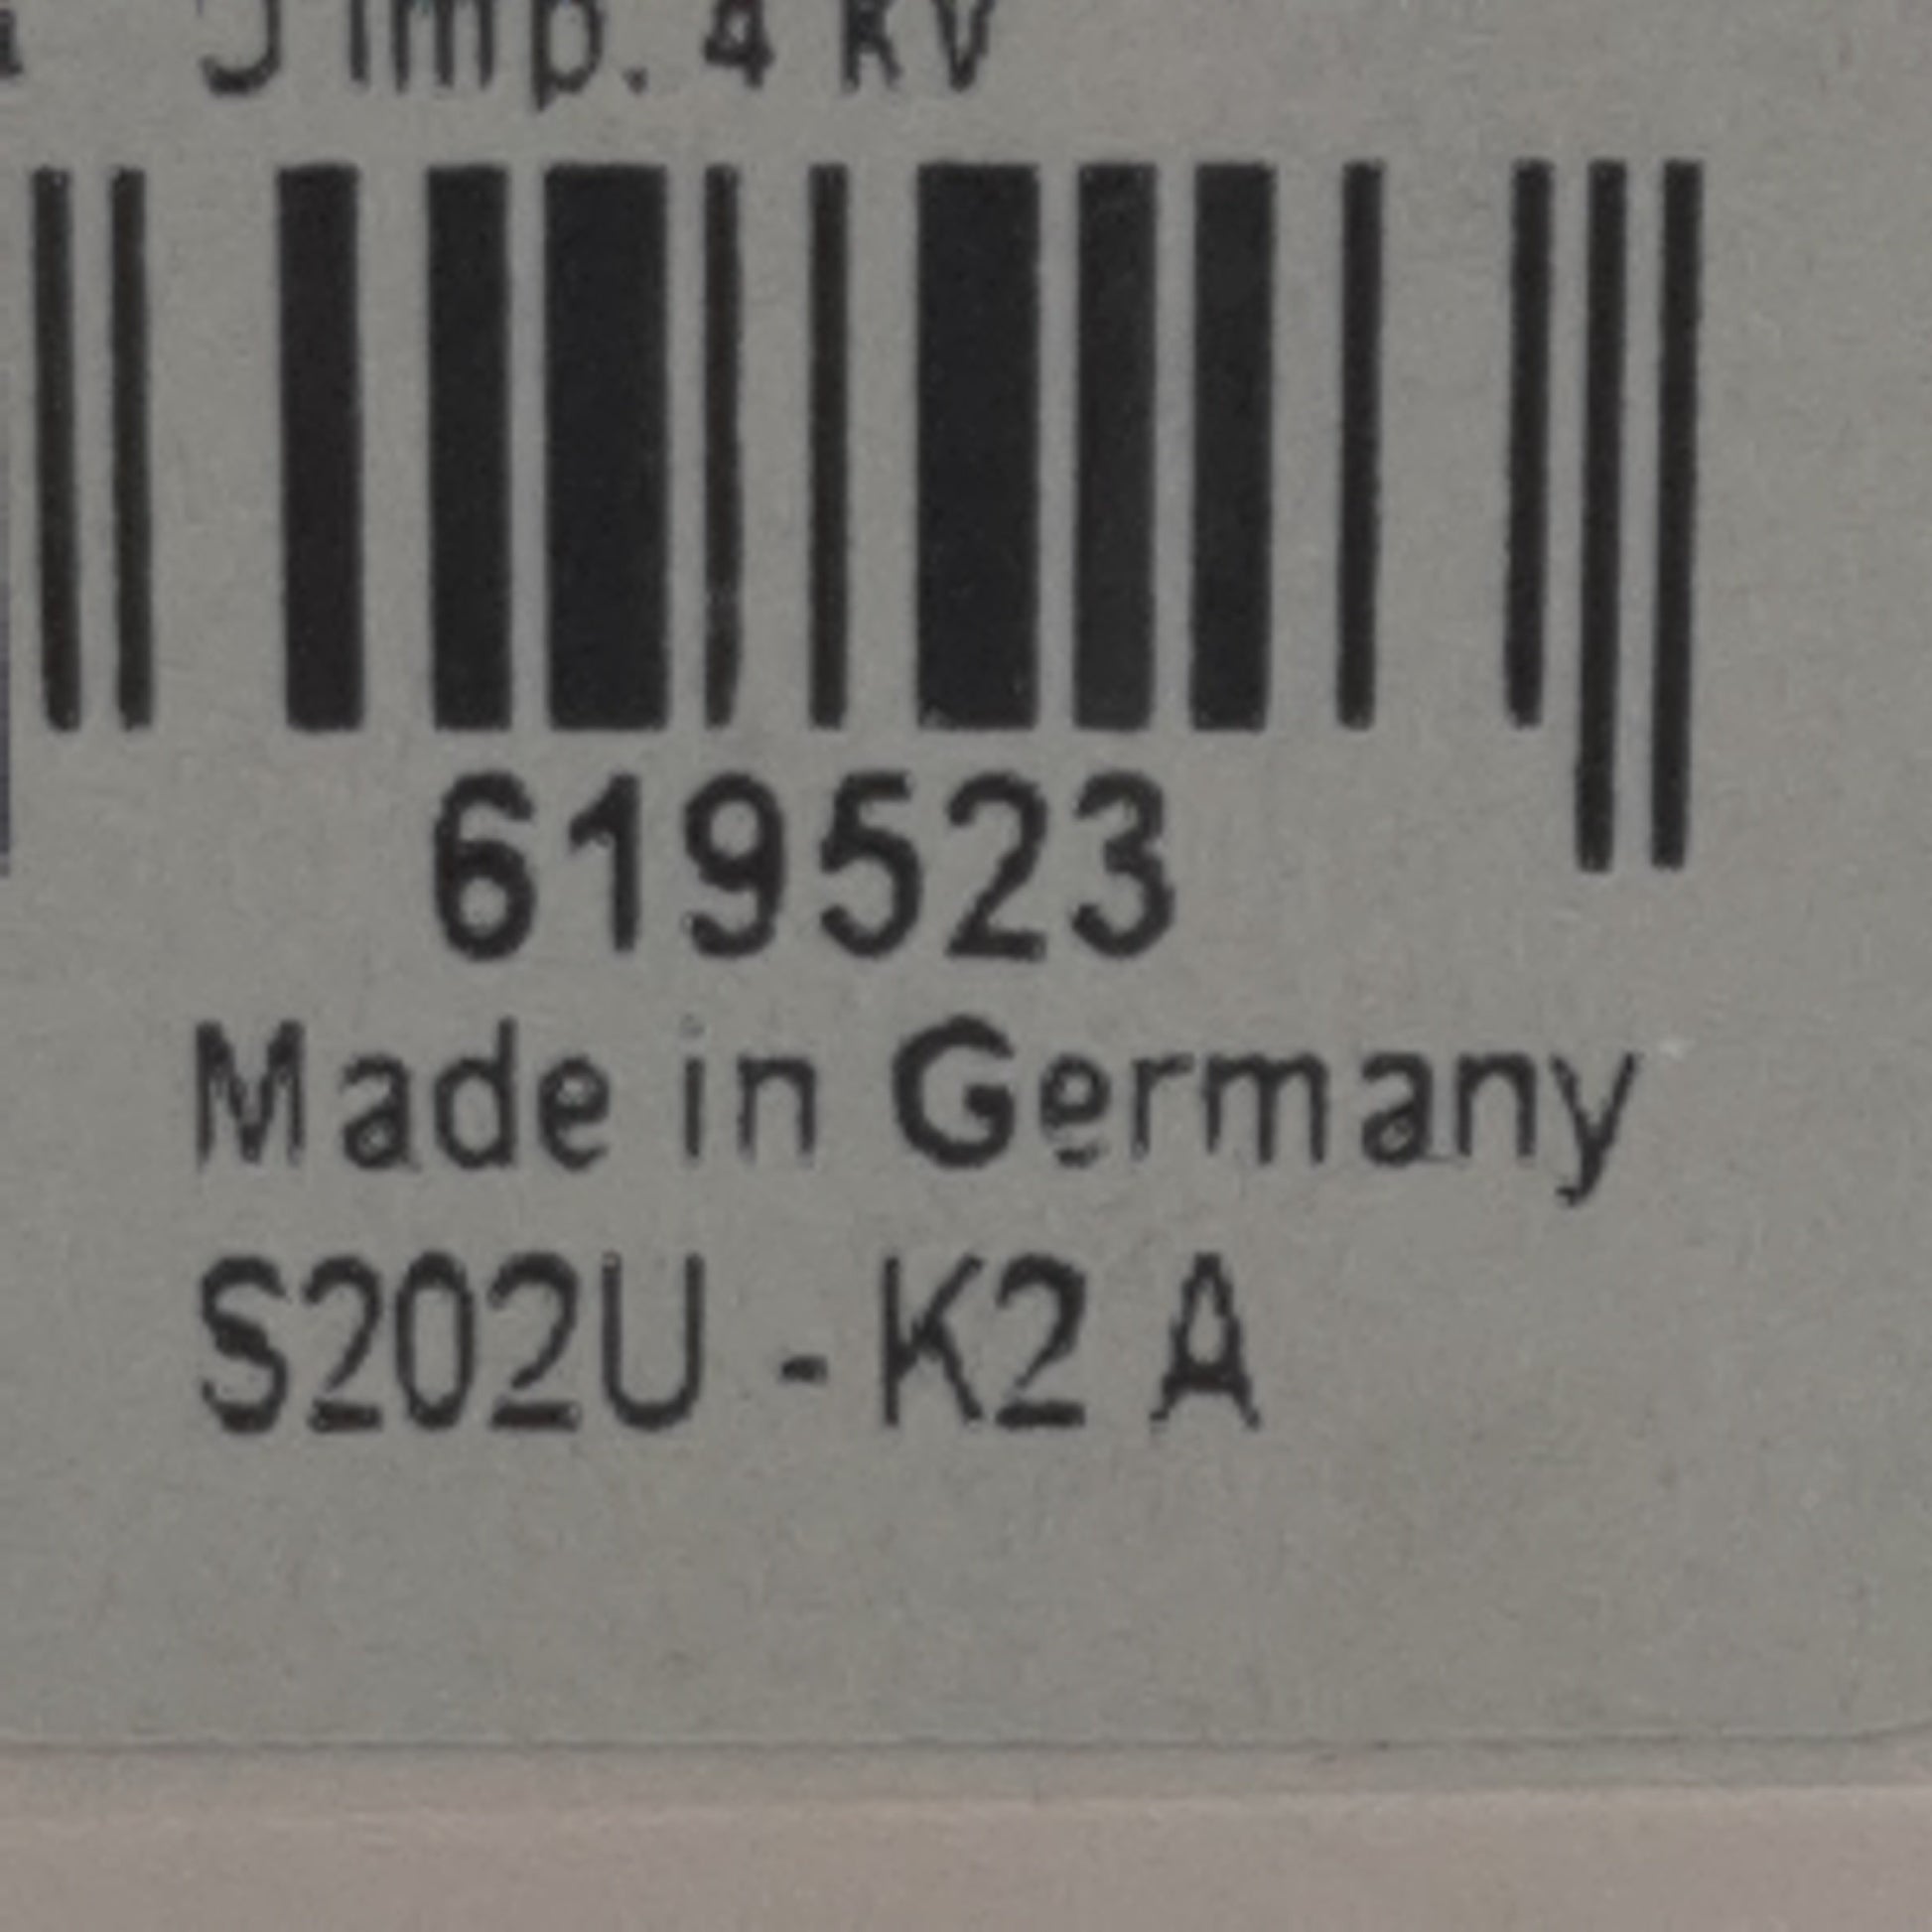 U imp. 4 kV
619523
Made in Germany
S202U - K2 A